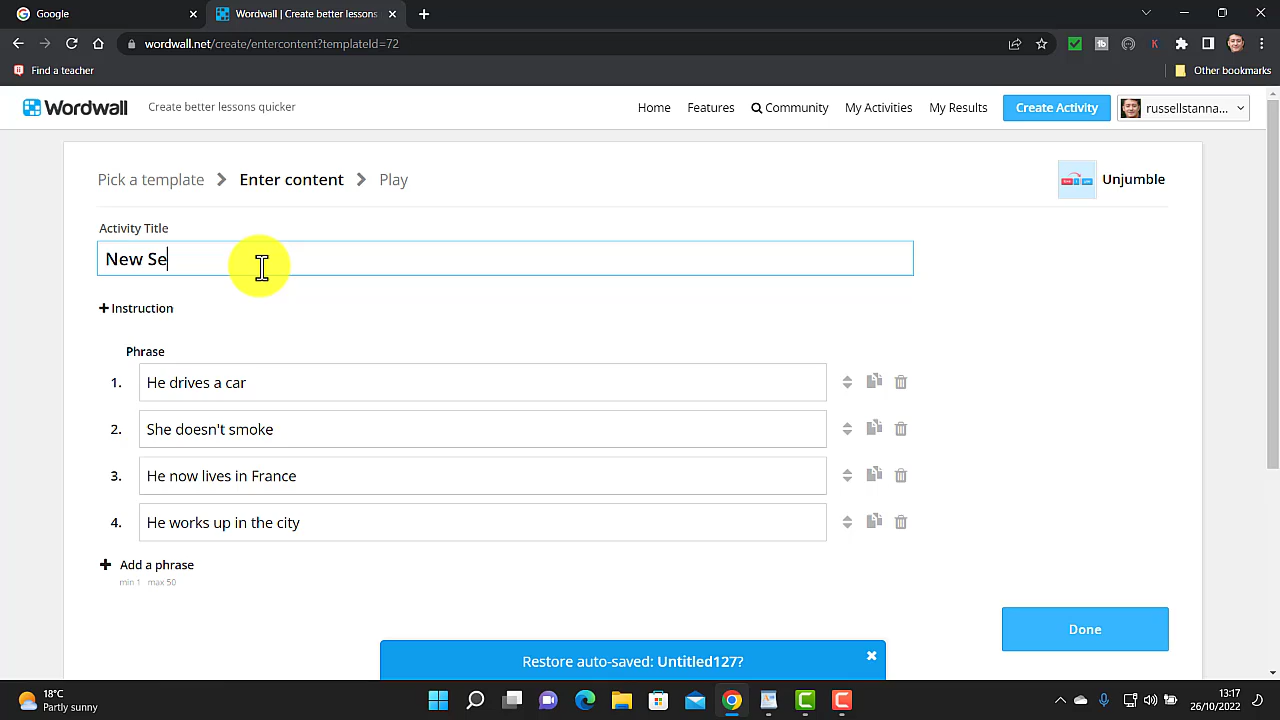 Google
Wordwall | Create better lessons
wordwall.net/create/entercontent?templateId=72
Find a teacher
Other bookmarks
Wordwall
Create better lessons quicker
Home
Features
Community
My Activities
My Results
Create Activity
russellstanna...
Pick a template
Enter content
Play
Unjumble
Activity Title
New Se
Instruction
Phrase
1. He drives a car
2. She doesn't smoke
3. He now lives in France
4. He works up in the city
Add a phrase
min 1 max 50
Done
Restore auto-saved: Untitled127?
18°C
Partly sunny
13:17
26/10/2022